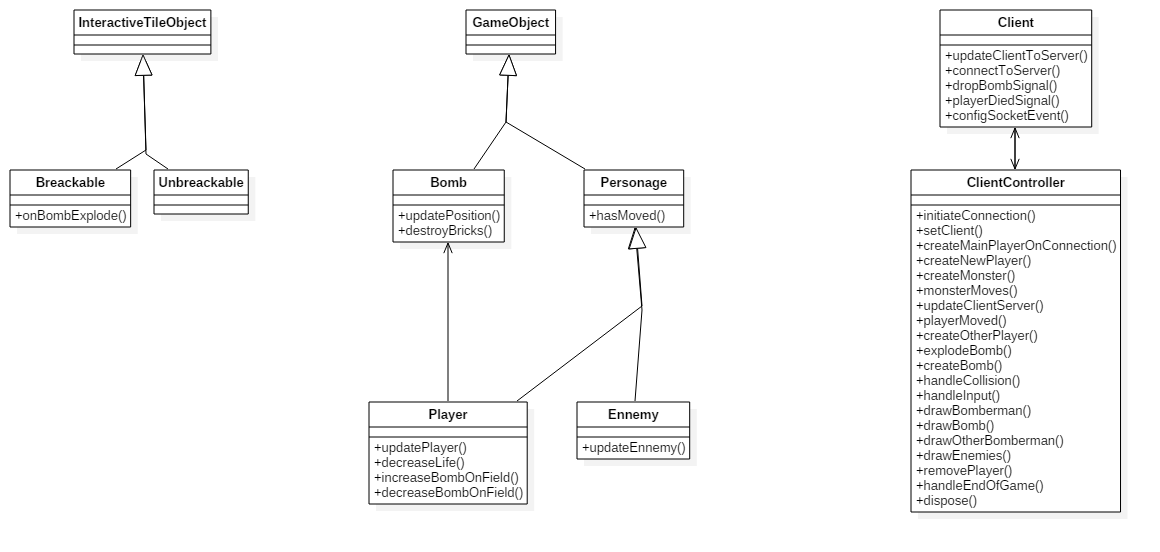 InteractiveTileObject
GameObject
Client
+updateClientToServer()
+connectToServer()
+dropBombSignal()
+playerDiedSignal()
+configSocketEvent()
Breackable
+onBombExplode()
Unbreackable
Bomb
+updatePosition()
+destroyBricks()
Personage
+hasMoved()
ClientController
+initiateConnection()
+setClient()
+createMainPlayerOnConnection()
+createNewPlayer()
+createMonster()
+monsterMoves()
+updateClientServer()
+playerMoved()
+createOtherPlayer()
+explodeBomb()
+createBomb()
+handleCollision()
+handleInput()
+drawBomberman()
+drawBomb()
+drawOtherBomberman()
+drawEnemies()
+removePlayer()
+handleEndOfGame()
+dispose()
Player
+updatePlayer()
+decreaseLife()
+increaseBombOnField()
+decreaseBombOnField()
Ennemy
+updateEnnemy()